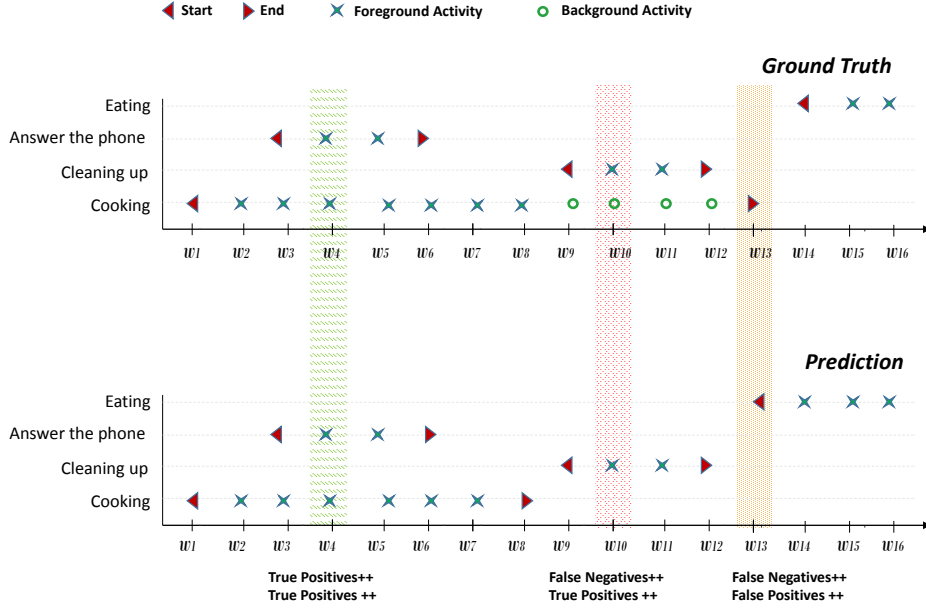 Start End Foreground Activity Background Activity
Ground Truth
Eating
Answer the phone
Cleaning up
Cooking
w1 w2 w3 w4 w5 w6 w7 w8 w9 w10 w11 w12 w13 w14 w15 w16
Prediction
Eating
Answer the phone
Cleaning up
Cooking
w1 w2 w3 w4 w5 w6 w7 w8 w9 w10 w11 w12 w13 w14 w15 w16
True Positives++ False Negatives++ False Negatives++
True Positives ++ True Positives ++ False Positives ++